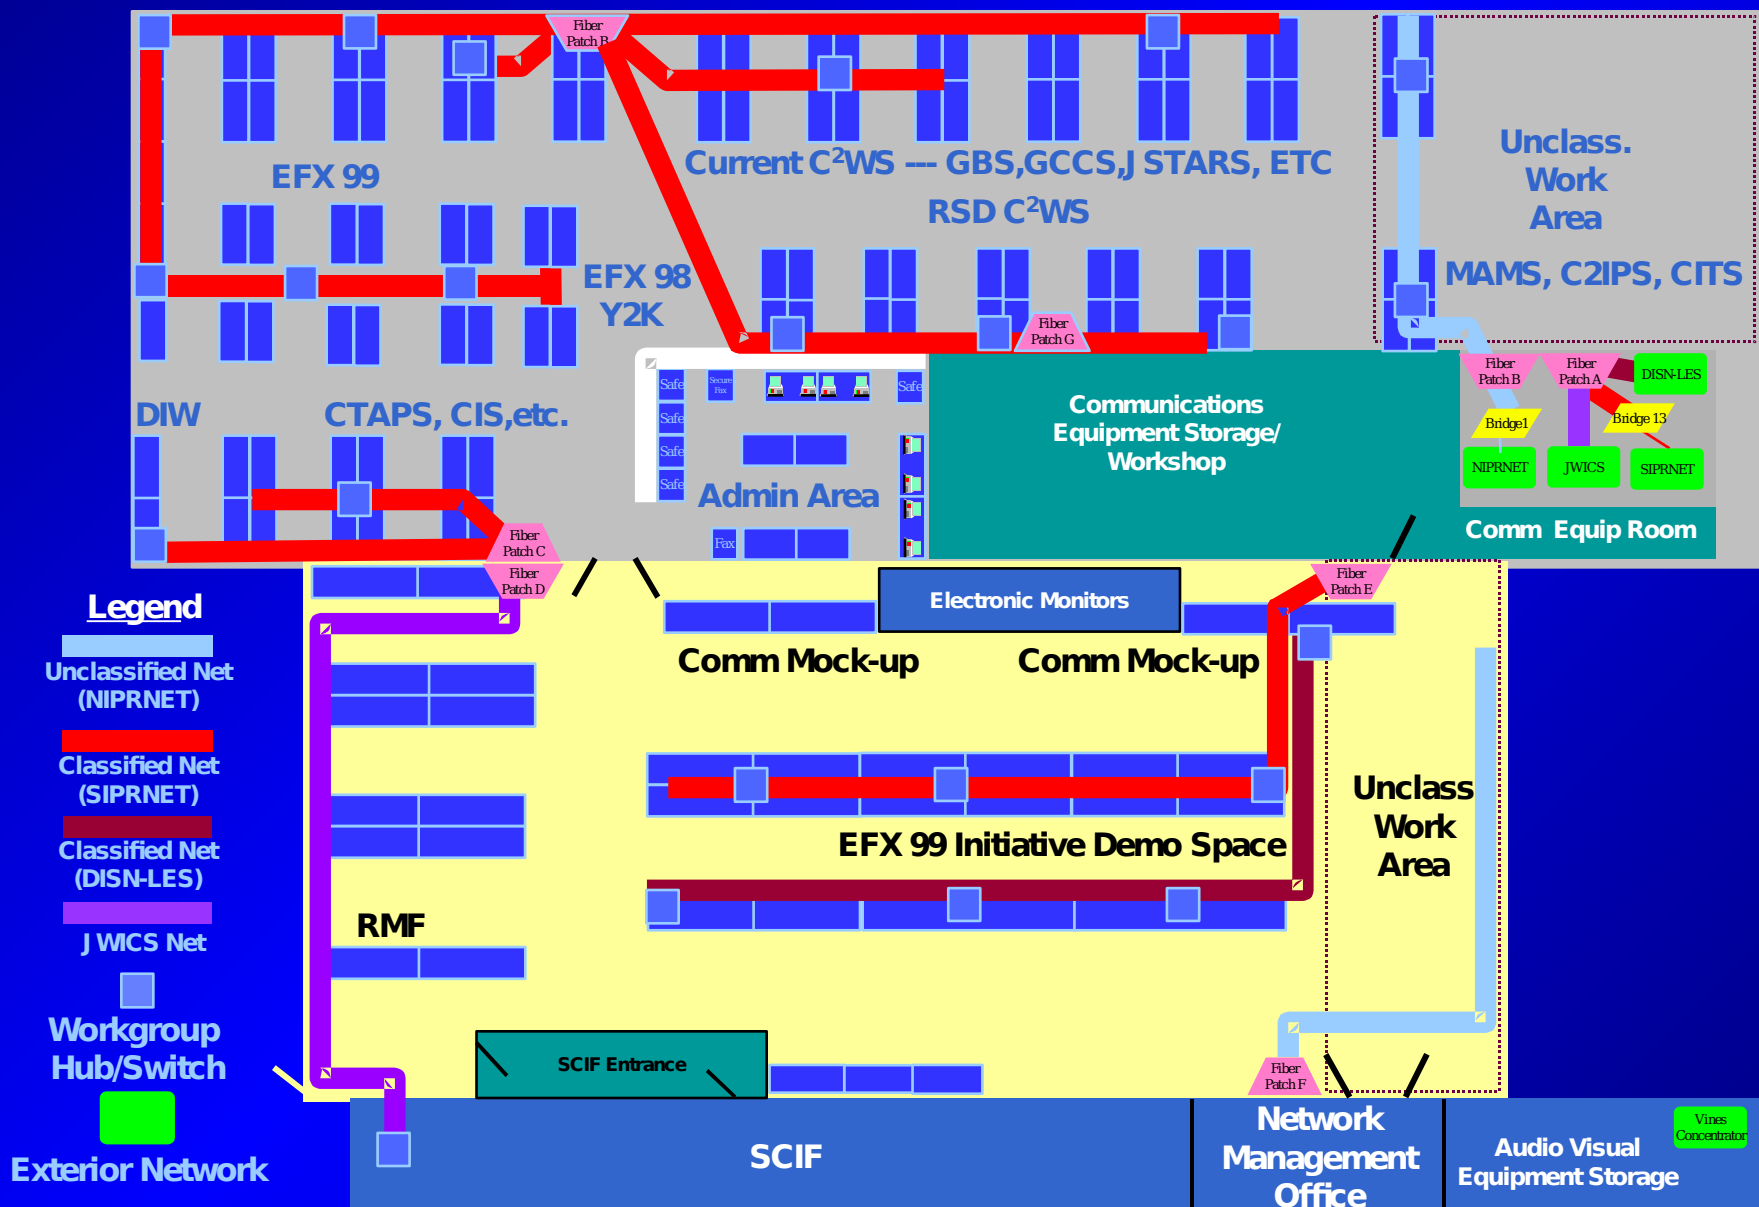 Fiber
Patch B
EFX 99
Current C²WS --- GBS,GCCS,J STARS, ETC
RSD C²WS
Unclass.
Work
Area
MAMS, C2IPS, CITS
EFX 98
Y2K
Fiber
Patch G
DIW
CTAPS, CIS,etc.
Safe
Safe
Safe
Safe
Secure
Fax
Safe
Admin Area
Fax
Communications
Equipment Storage/
Workshop
Fiber
Patch B
Fiber
Patch A
DISN-LES
Bridge1
Bridge 13
NIPRNET
JWICS
SIPRNET
Comm Equip Room
Fiber
Patch C
Fiber
Patch D
Electronic Monitors
Fiber
Patch E
Comm Mock-up
Comm Mock-up
Legend
Unclassified Net
(NIPRNET)
Classified Net
(SIPRNET)
Classified Net
(DISN-LES)
JWICS Net
Workgroup
Hub/Switch
Exterior Network
Unclass
Work
Area
EFX 99 Initiative Demo Space
RMF
SCIF Entrance
Fiber
Patch F
SCIF
Network
Management
Office
Audio Visual
Equipment Storage
Vines
Concentrator